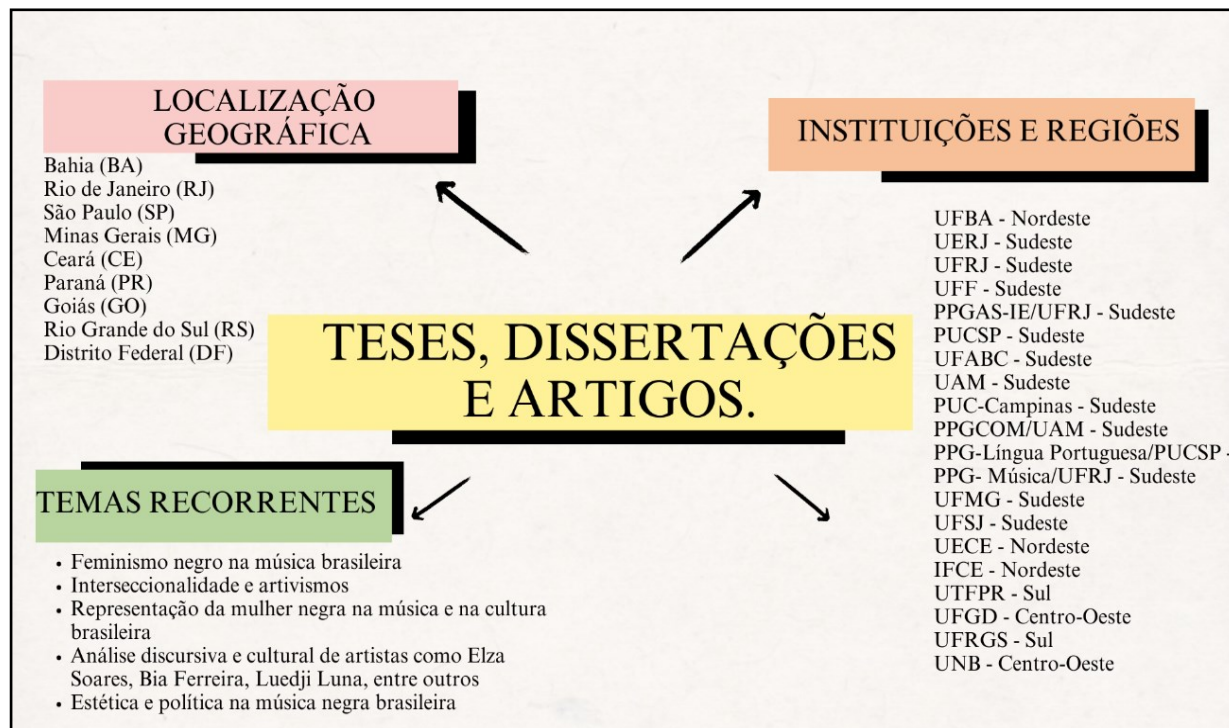 LOCALIZAÇÃO
GEOGRÁFICA
Bahia (BA)
Rio de Janeiro (RJ)
São Paulo (SP)
Minas Gerais (MG)
Ceará (CE)
Paraná (PR)
Goiás (GO)
Rio Grande do Sul (RS)
Distrito Federal (DF)
INSTITUIÇÕES E REGIÕES
UFBA - Nordeste
UERJ - Sudeste
UFRJ - Sudeste
UFF - Sudeste
PPGAS-IE/UFRJ - Sudeste
PUCSP - Sudeste
UFABC - Sudeste
UAM - Sudeste
PUC-Campinas - Sudeste
PPGCOM/UAM - Sudeste
PPG-Língua Portuguesa/PUCSP -
PPG- Música/UFRJ - Sudeste
UFMG - Sudeste
UFSJ - Sudeste
UECE - Nordeste
IFCE - Nordeste
UTFPR - Sul
UFGD - Centro-Oeste
UFRGS - Sul
UNB - Centro-Oeste
TESES, DISSERTAÇÕES
E ARTIGOS.
TEMAS RECORRENTES
• Feminismo negro na música brasileira
• Interseccionalidade e artivismos
• Representação da mulher negra na música e na cultura
brasileira
• Análise discursiva e cultural de artistas como Elza
Soares, Bia Ferreira, Luedji Luna, entre outros
• Estética e política na música negra brasileira